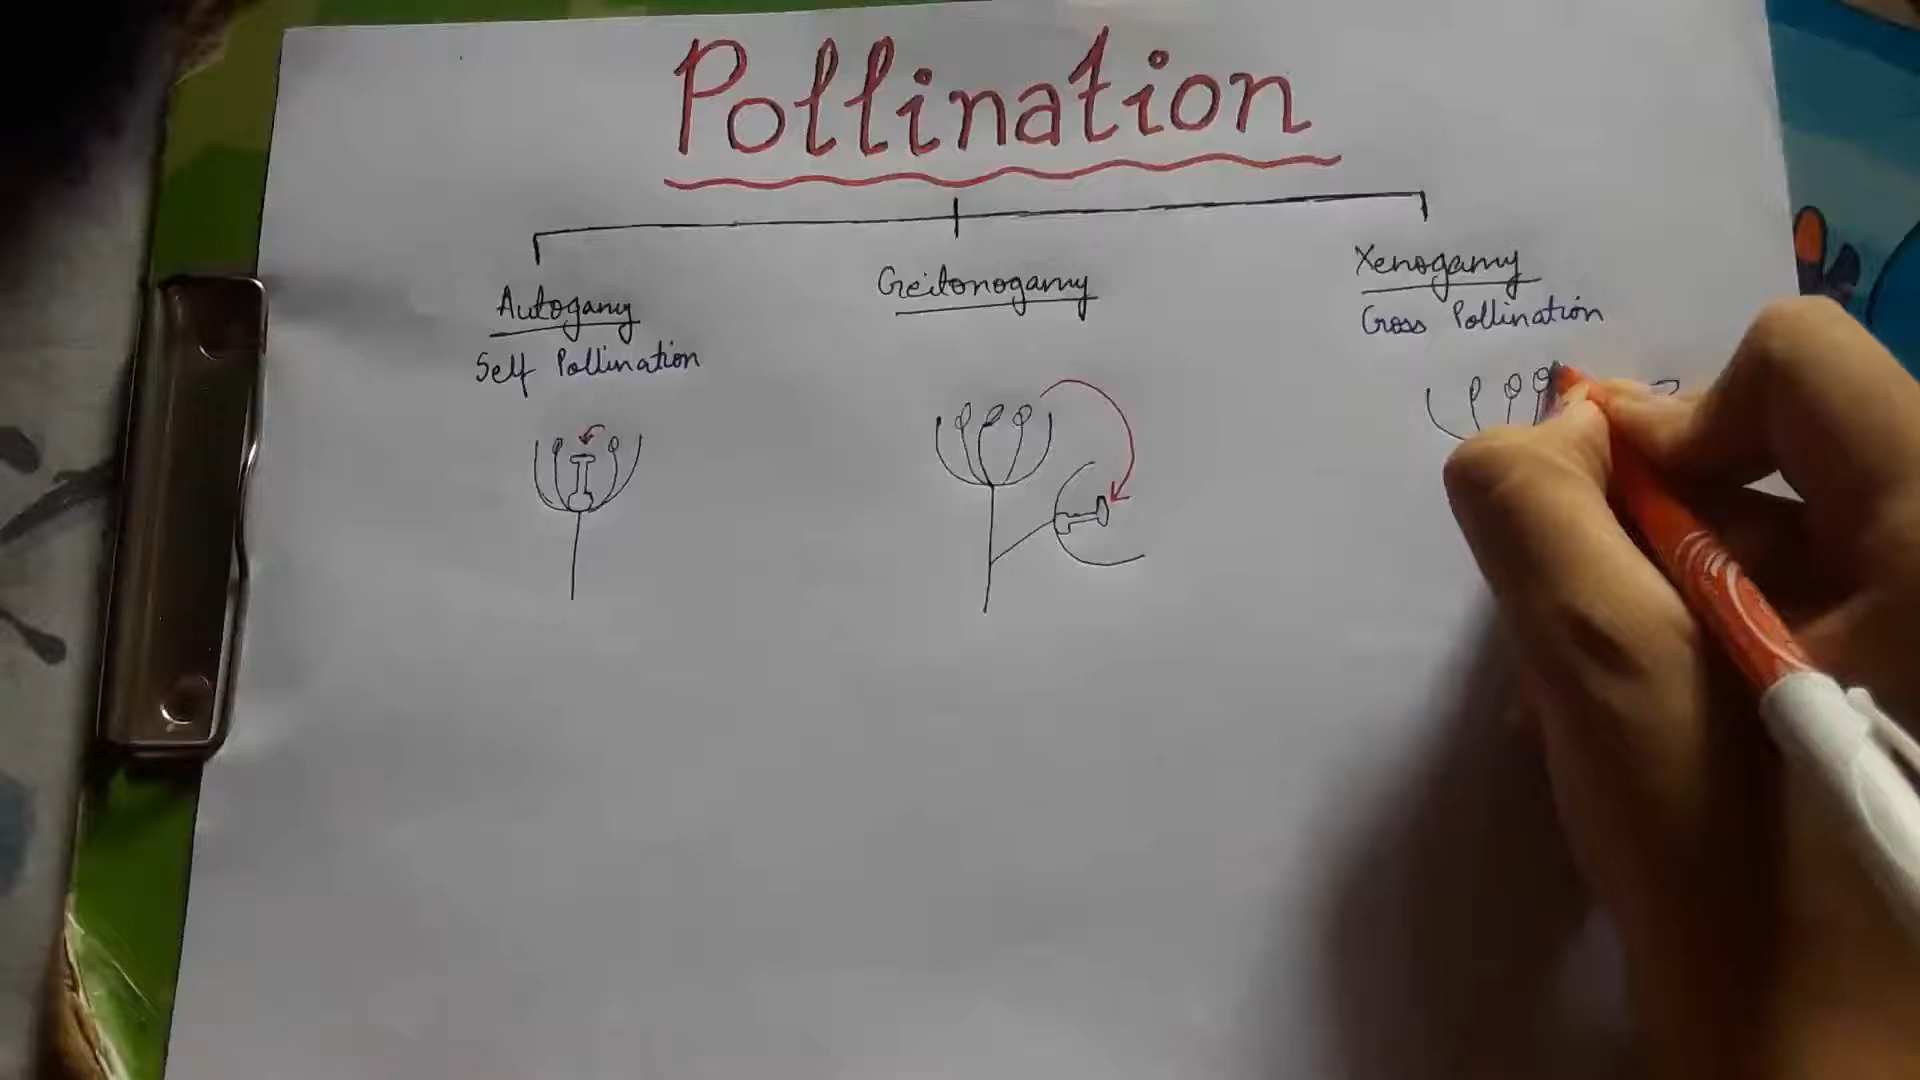 Pollination
Autogamy
Self Pollination
Geitonogamy
Xenogamy
Cross Pollination